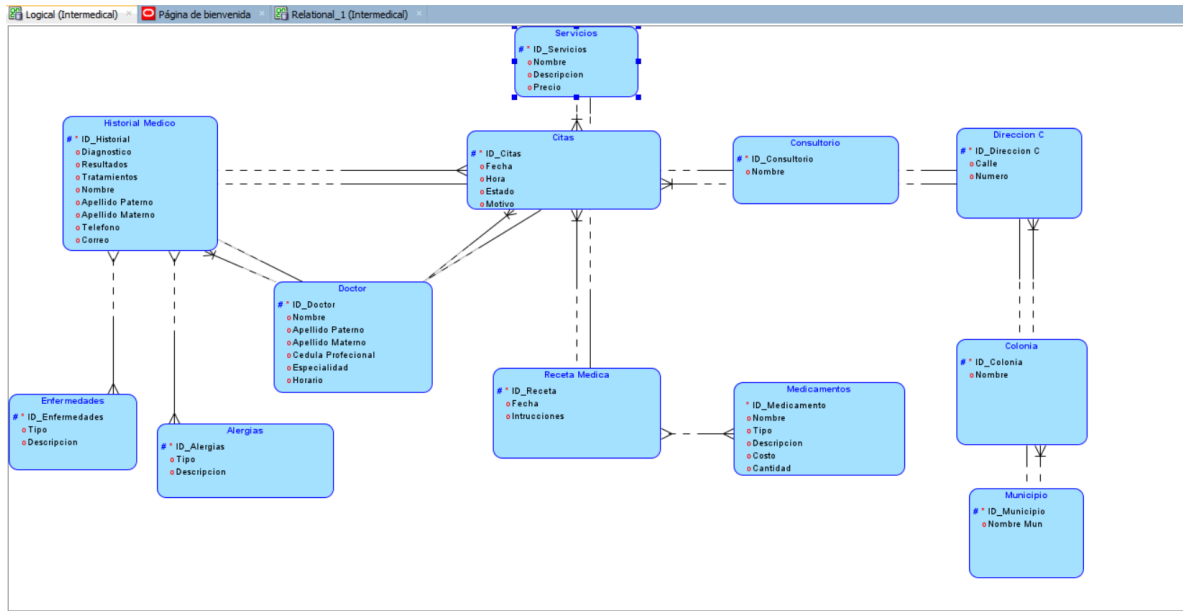 Logical (Intermedical)
Página de bienvenida
Relational_1 (Intermedical)
Servicios
# * ID_Servicios
o Nombre
o Descripcion
o Precio
Historial Medico
# * ID_Historial
o Diagnostico
o Resultados
o Tratamientos
o Nombre
o Apellido Paterno
o Apellido Materno
o Telefono
o Correo
Citas
# * ID_Citas
o Fecha
o Hora
o Estado
o Motivo
Consultorio
# * ID_Consultorio
o Nombre
Direccion C
# * ID_Direccion C
o Calle
o Numero
Doctor
# * ID_Doctor
o Nombre
o Apellido Paterno
o Apellido Materno
o Cedula Profecional
o Especialidad
o Horario
Colonia
# * ID_Colonia
o Nombre
Receta Medica
# * ID_Receta
o Fecha
o Intrucciones
Medicamentos
* ID_Medicamento
o Nombre
o Tipo
o Descripcion
o Costo
o Cantidad
Enfermedades
# * ID_Enfermedades
o Tipo
o Descripcion
Alergias
# * ID_Alergias
o Tipo
o Descripcion
Municipio
# * ID_Municipio
o Nombre Mun